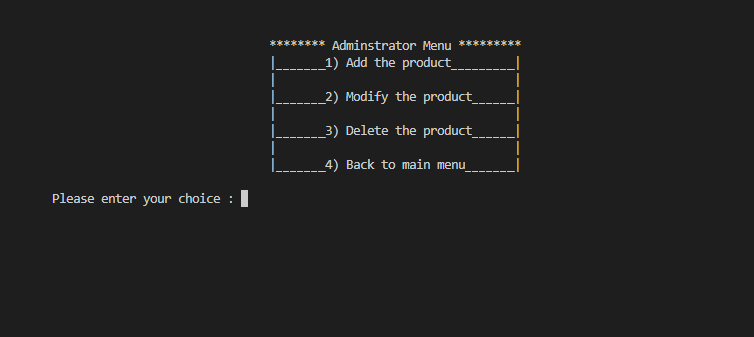 ******** Adminstrator Menu *********
|_______1) Add the product_________|
|                                  |
|_______2) Modify the product______|
|                                  |
|_______3) Delete the product______|
|                                  |
|_______4) Back to main menu_______|
Please enter your choice :